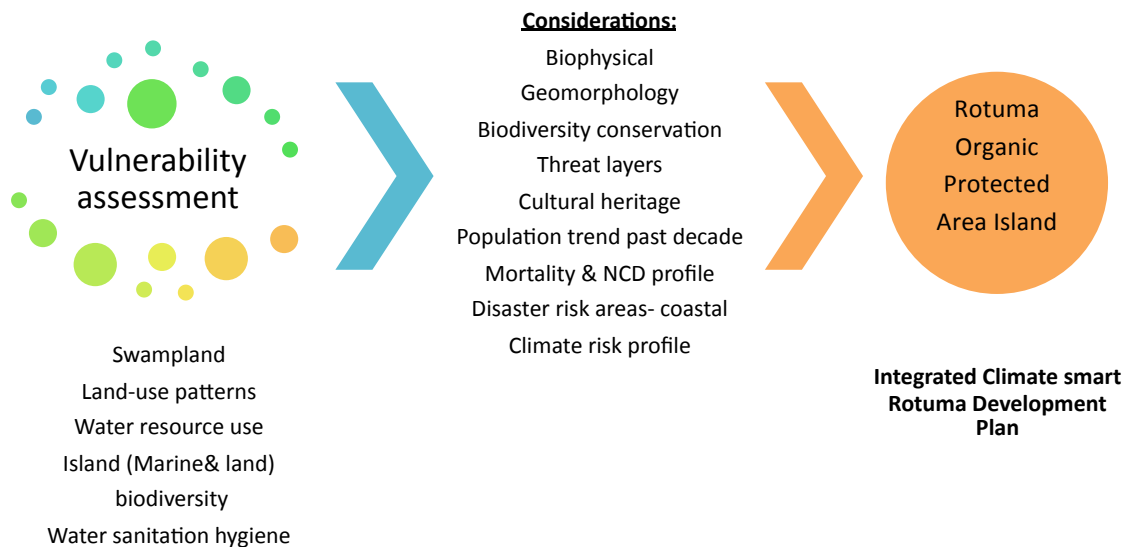 Vulnerability
assessment
Swampland
Land-use patterns
Water resource use
Island (Marine& land)
biodiversity
Water sanitation hygiene
Considerations:
Biophysical
Geomorphology
Biodiversity conservation
Threat layers
Cultural heritage
Population trend past decade
Mortality & NCD profile
Disaster risk areas- coastal
Climate risk profile
Rotuma
Organic
Protected
Area Island
Integrated Climate smart
Rotuma Development
Plan